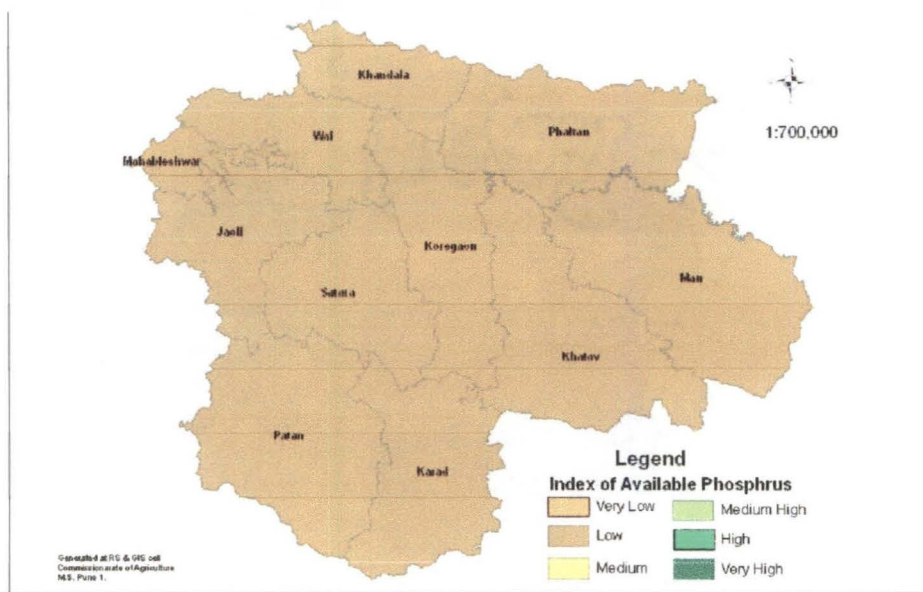 Khandala
Wai
Phaltan
1:700,000
Mahableshwar
Jaoli
Koregaon
Man
Satara
Khatav
Patan
Karad
Legend
Index of Available Phosphrus
Very Low
Medium High
Low
High
Medium
Very High
Generated at RS & GIS cell
Commissionarate of Agriculture
M.S. Pune 1.